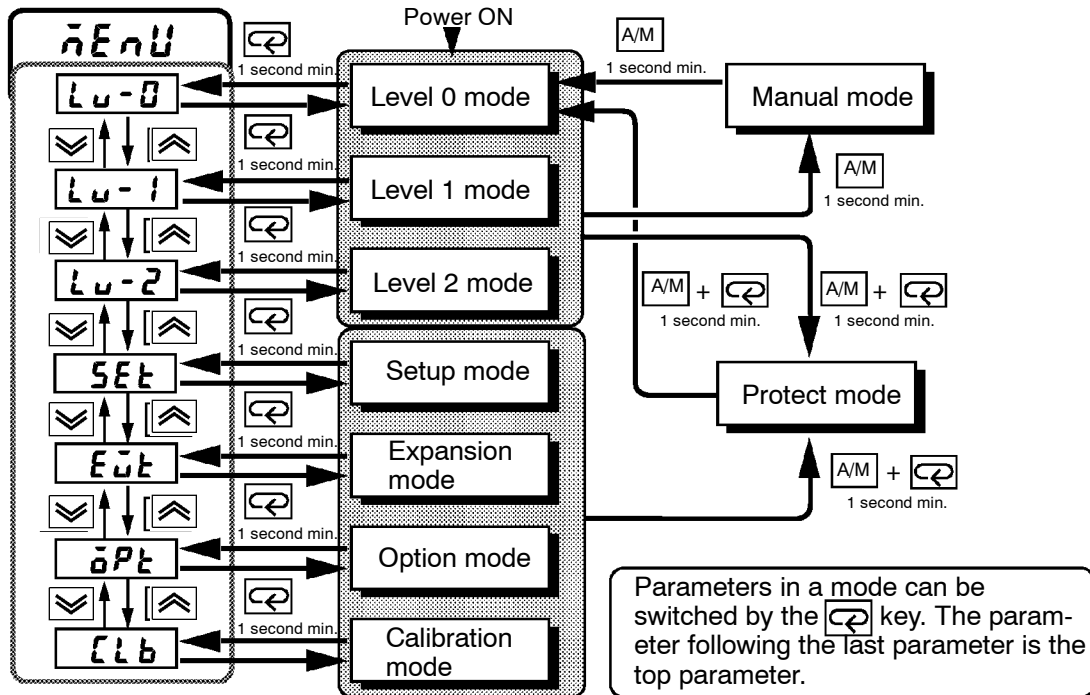 Power ON
mEnU
A/M
1 second min.
1 second min.
Lu-0
Level 0 mode
Manual mode
1 second min.
A/M
1 second min.
Lu-1
Level 1 mode
1 second min.
Lu-2
Level 2 mode
A/M +
1 second min.
A/M +
1 second min.
1 second min.
SEt
Setup mode
Protect mode
1 second min.
Expansion
mode
A/M +
1 second min.
1 second min.
oPt
Option mode
1 second min.
CLb
Calibration
mode
Parameters in a mode can be
switched by the key. The param-
eter following the last parameter is the
top parameter.